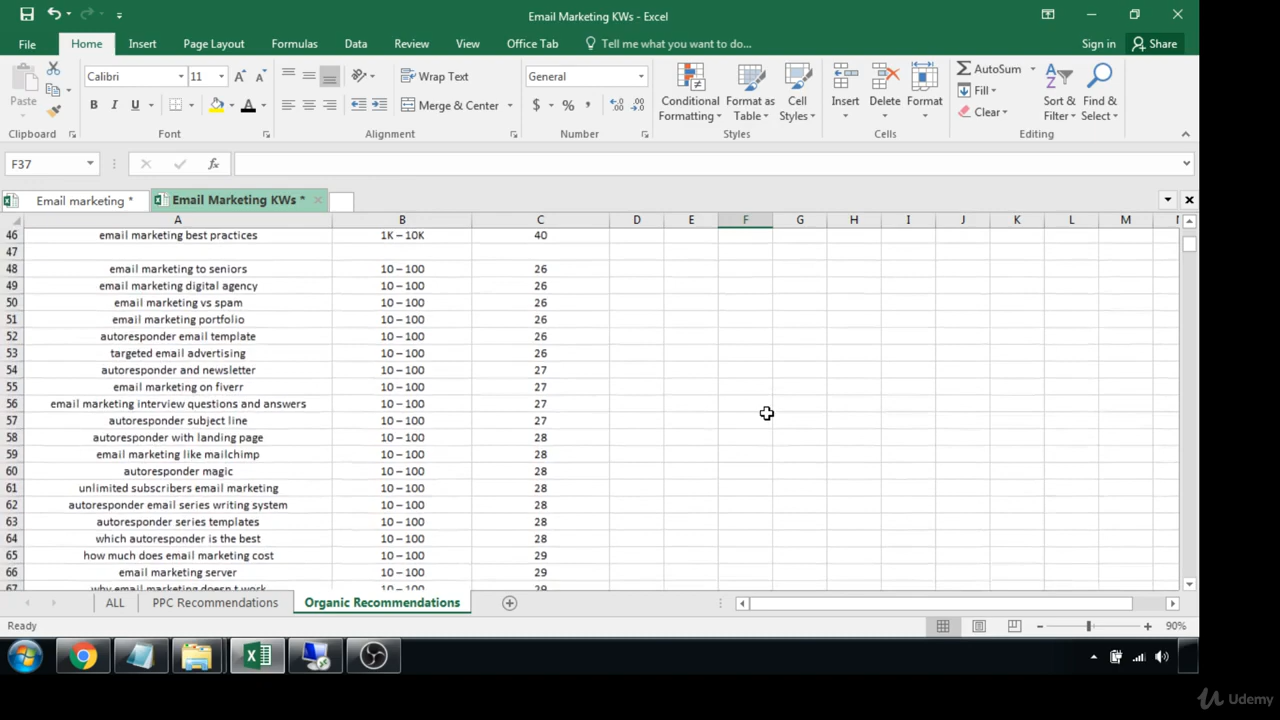 Email Marketing KWs - Excel
File Home Insert Page Layout Formulas Data Review View Office Tab Tell me what you want to do... Sign in Share
Paste
Calibri 11 A A
Wrap Text
General
B I U A
Merge & Center
$ % ,
Conditional Formatting
Format as Table
Cell Styles
Insert
Delete
Format
AutoSum
Fill
Clear
Sort & Filter
Find & Select
Clipboard Font Alignment Number Styles Cells Editing
F37 fx
Email marketing * Email Marketing KWs *
A B C D E F G H I J K L M
46 email marketing best practices 1K – 10K 40
47
48 email marketing to seniors 10 – 100 26
49 email marketing digital agency 10 – 100 26
50 email marketing vs spam 10 – 100 26
51 email marketing portfolio 10 – 100 26
52 autoresponder email template 10 – 100 26
53 targeted email advertising 10 – 100 26
54 autoresponder and newsletter 10 – 100 27
55 email marketing on fiverr 10 – 100 27
56 email marketing interview questions and answers 10 – 100 27
57 autoresponder subject line 10 – 100 27
58 autoresponder with landing page 10 – 100 28
59 email marketing like mailchimp 10 – 100 28
60 autoresponder magic 10 – 100 28
61 unlimited subscribers email marketing 10 – 100 28
62 autoresponder email series writing system 10 – 100 28
63 autoresponder series templates 10 – 100 28
64 which autoresponder is the best 10 – 100 28
65 how much does email marketing cost 10 – 100 29
66 email marketing server 10 – 100 29
67 why email marketing doesn t work 10 – 100 29
ALL PPC Recommendations Organic Recommendations
Ready 90%
Udemy